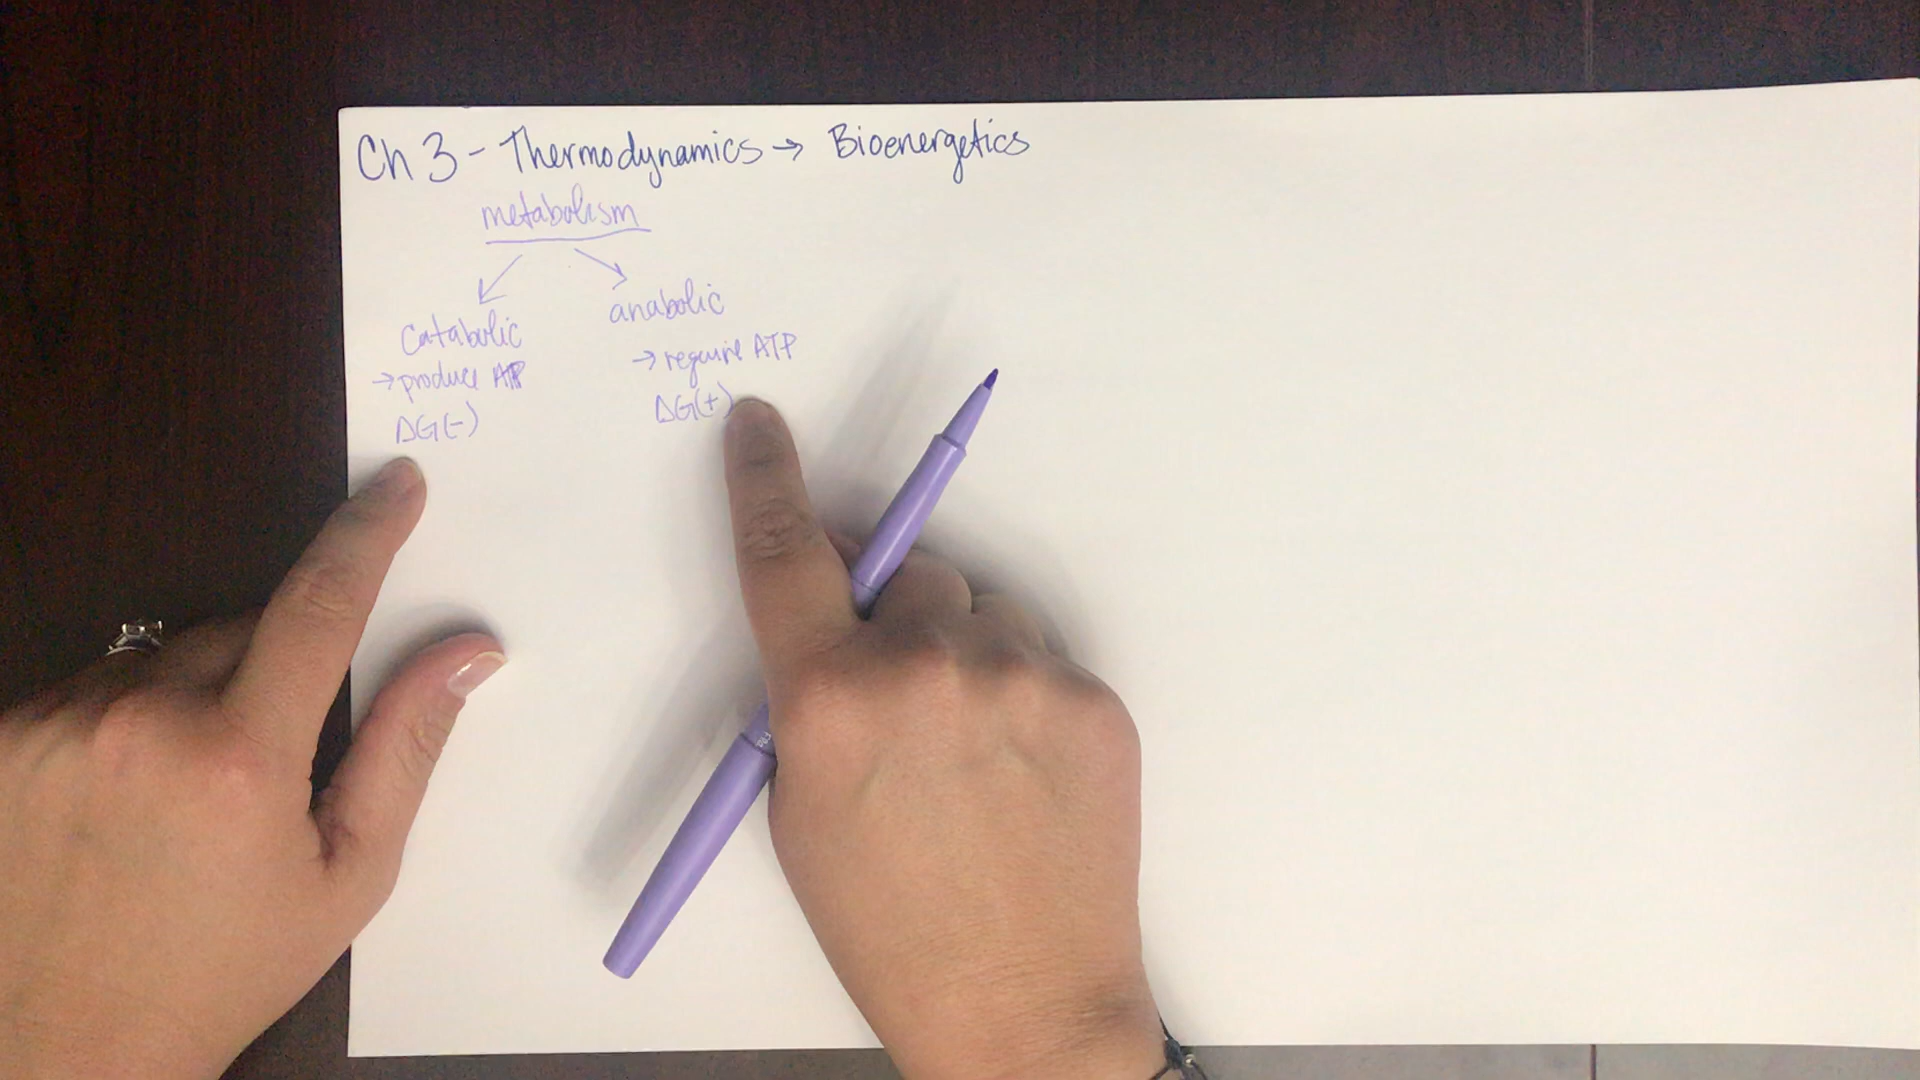 Ch 3 - Thermodynamics → Bioenergetics
metabolism
catabolic
→ produce ATP
ΔG(-)
anabolic
→ require ATP
ΔG(+)